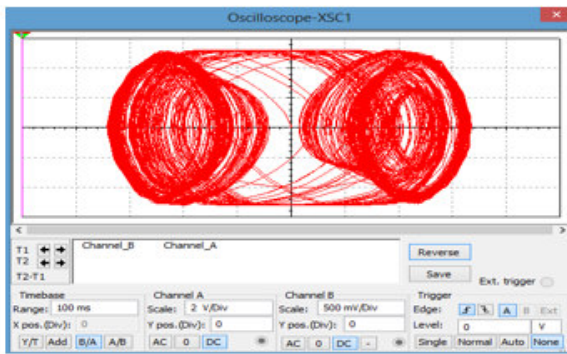 Oscilloscope-XSC1
T1
T2
T2-T1
Channel_B Channel_A
Reverse
Save
Ext. trigger
Timebase
Range: 100 ms
X pos.(Div): 0
Y/T Add B/A A/B
Channel A
Scale: 2 V/Div
Y pos.(Div): 0
AC 0 DC
Channel B
Scale: 500 mV/Div
Y pos.(Div): 0
AC 0 DC -
Trigger
Edge: A B Ext
Level: 0 V
Single Normal Auto None